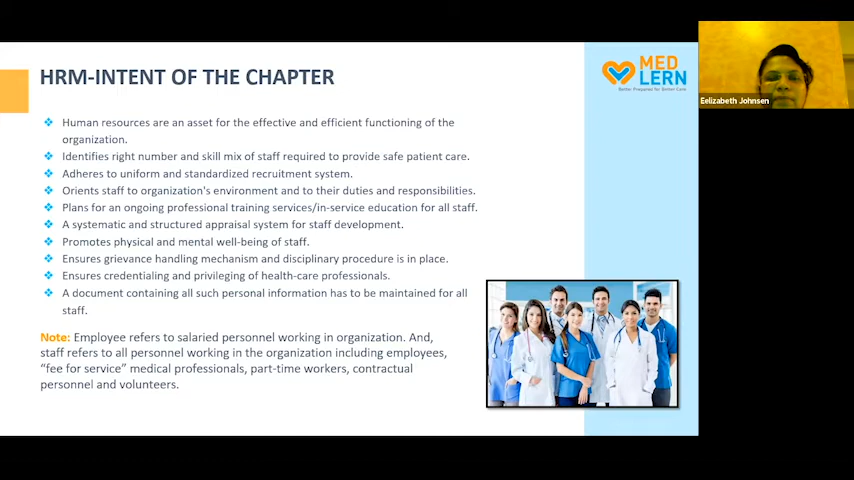 HRM-INTENT OF THE CHAPTER
MED
LERN
Better Prepared for Better Care
Eelizabeth Johnsen
Human resources are an asset for the effective and efficient functioning of the
organization.
Identifies right number and skill mix of staff required to provide safe patient care.
Adheres to uniform and standardized recruitment system.
Orients staff to organization's environment and to their duties and responsibilities.
Plans for an ongoing professional training services/in-service education for all staff.
A systematic and structured appraisal system for staff development.
Promotes physical and mental well-being of staff.
Ensures grievance handling mechanism and disciplinary procedure is in place.
Ensures credentialing and privileging of health-care professionals.
A document containing all such personal information has to be maintained for all
staff.
Note: Employee refers to salaried personnel working in organization. And,
staff refers to all personnel working in the organization including employees,
“fee for service” medical professionals, part-time workers, contractual
personnel and volunteers.